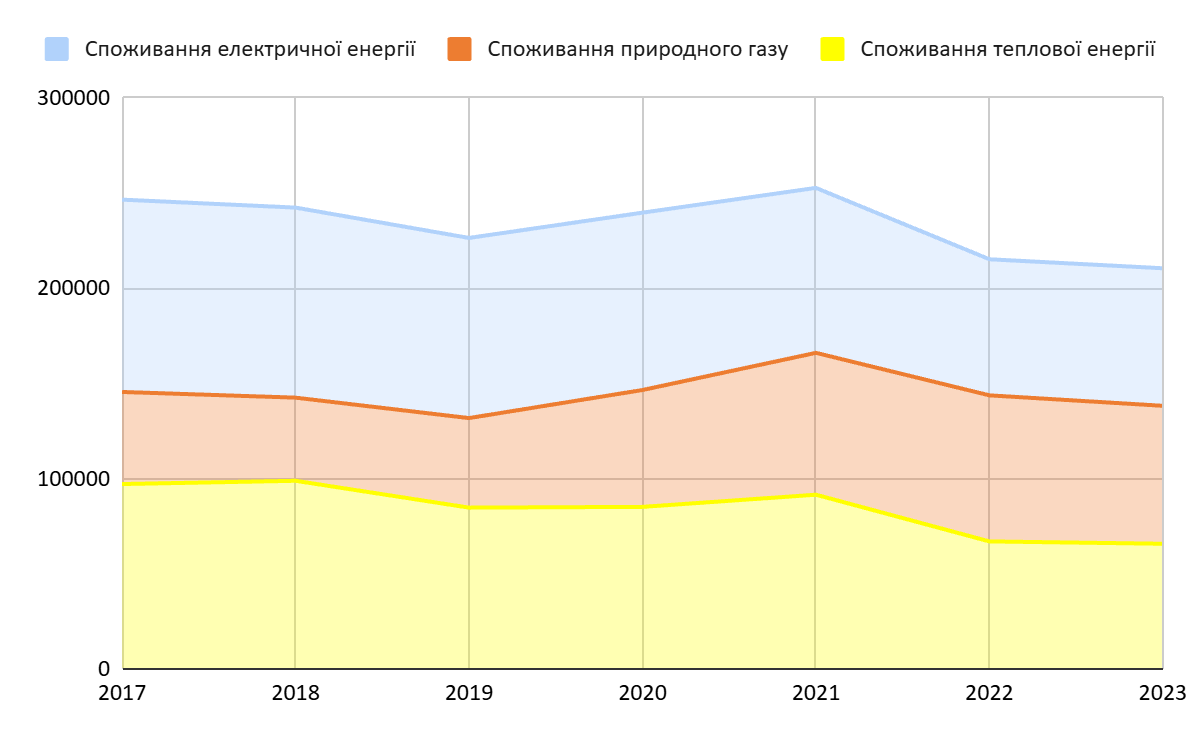 Споживання електричної енергії Споживання природного газу Споживання теплової енергії
300000
200000
100000
0
2017 2018 2019 2020 2021 2022 2023